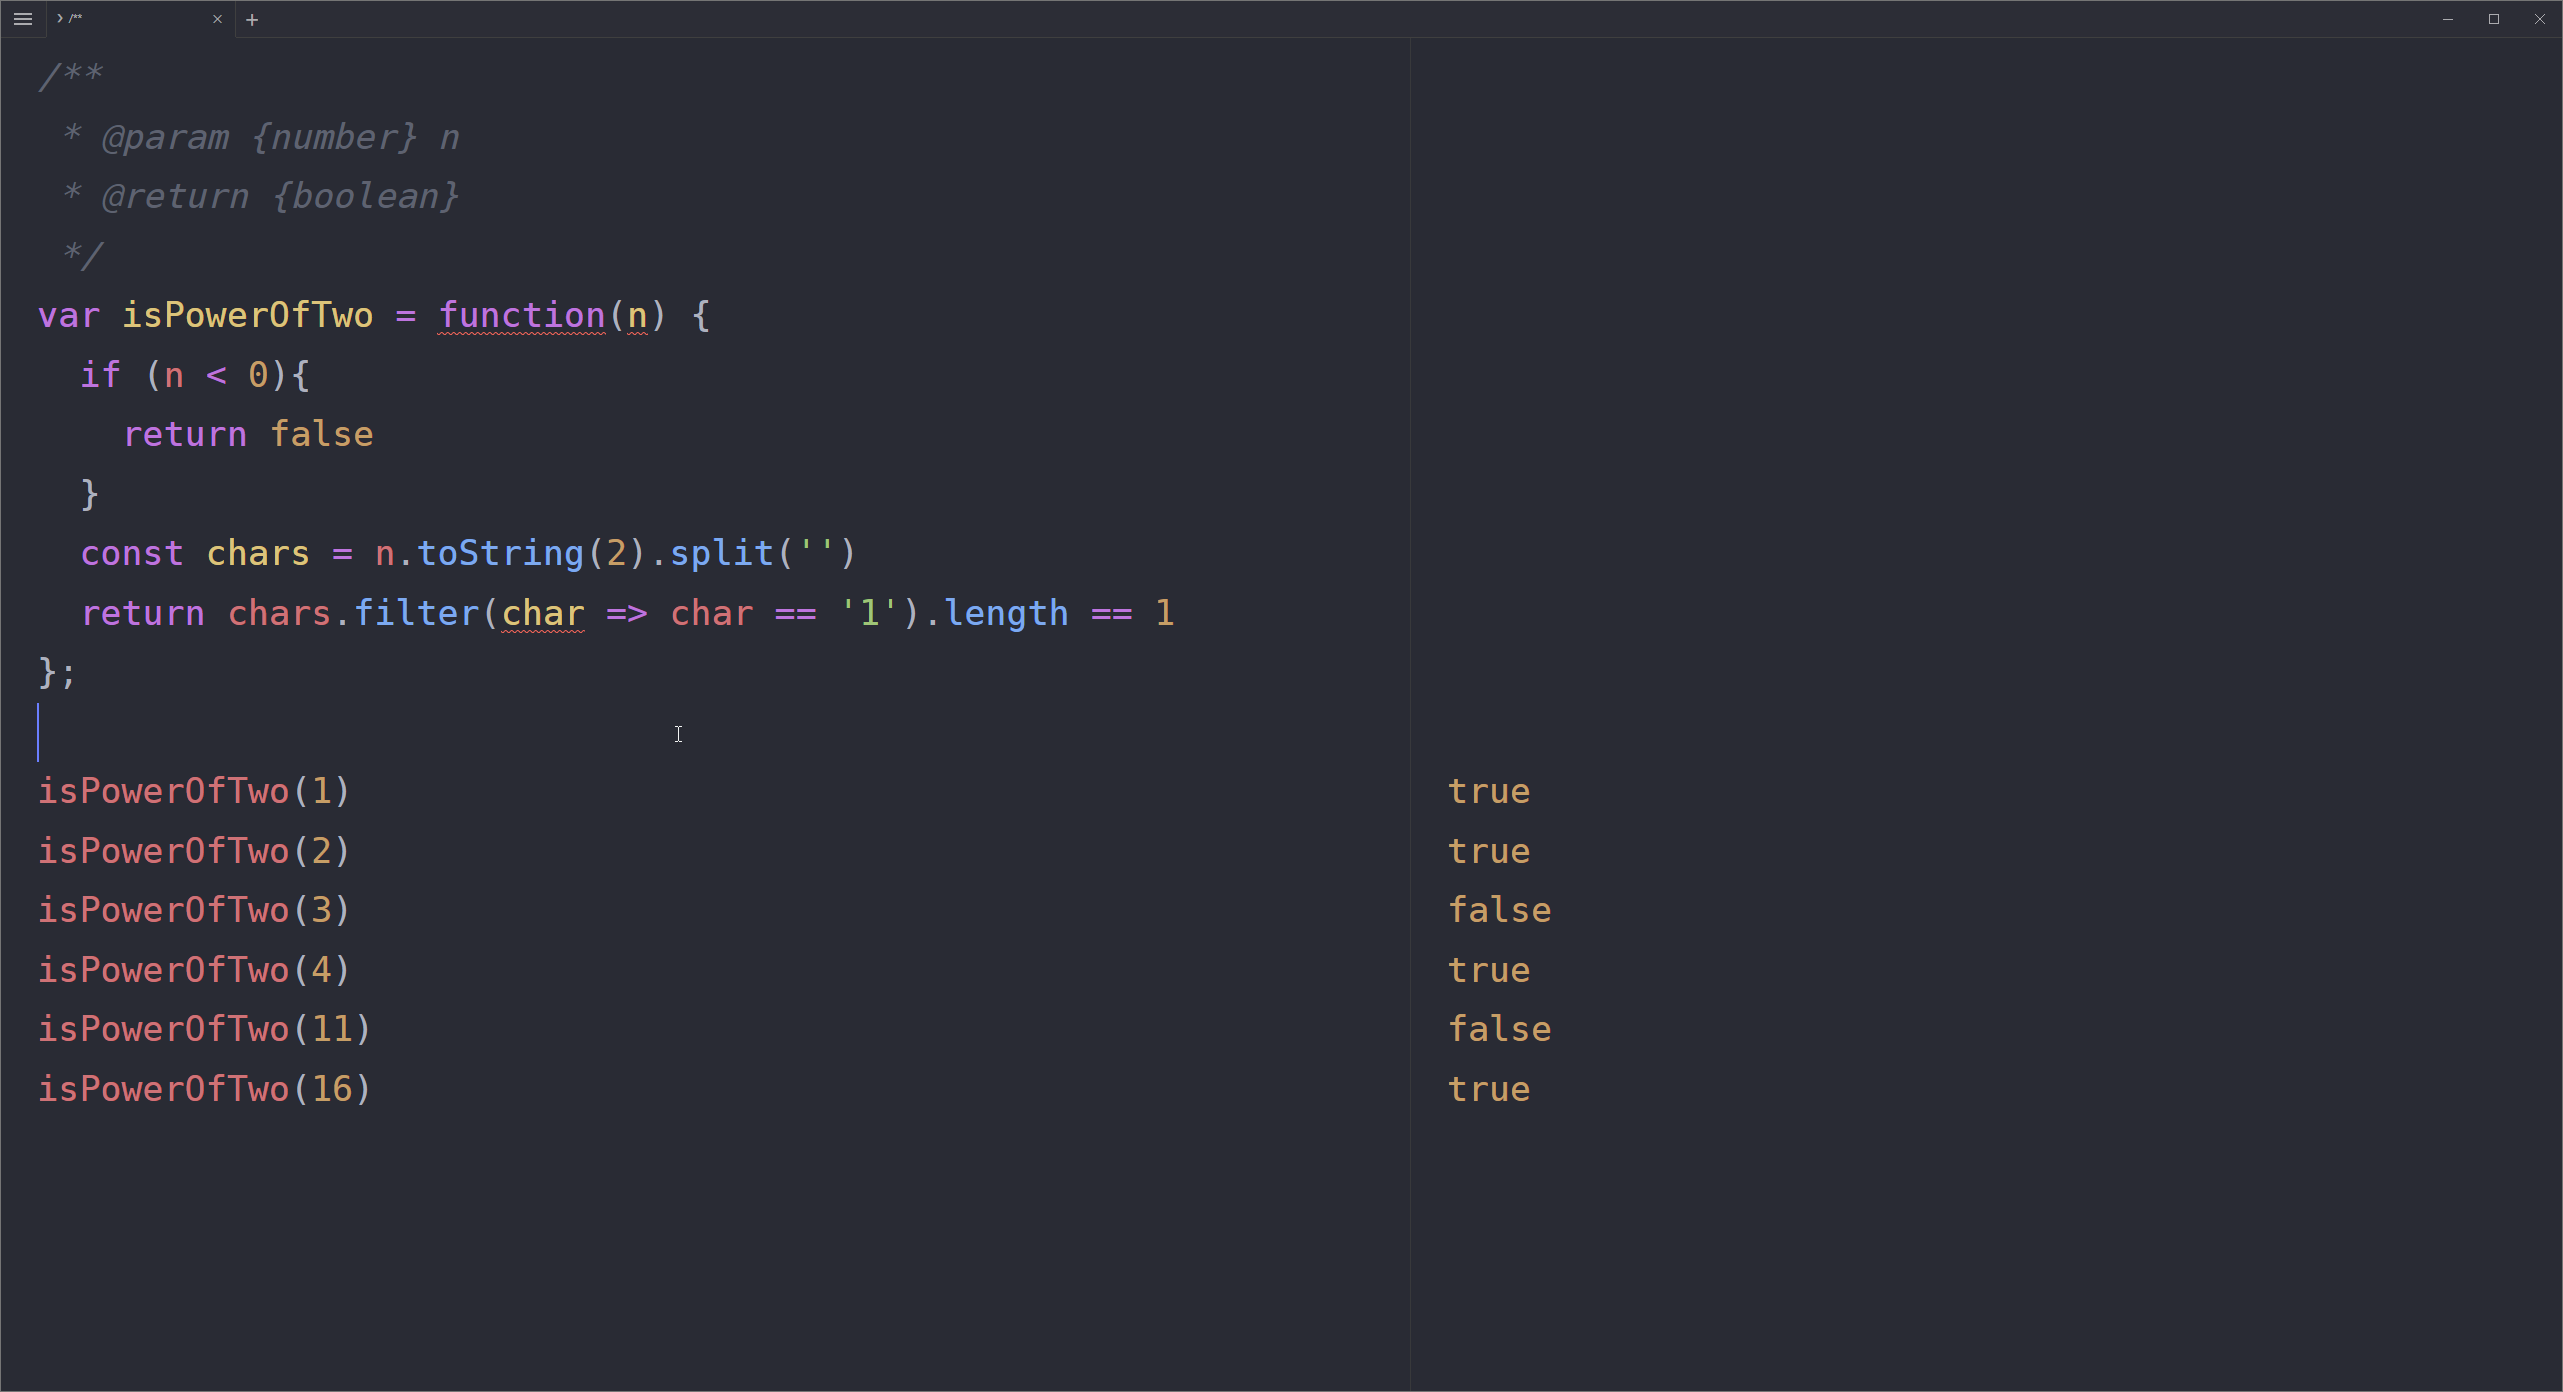 /**
/**
 * @param {number} n
 * @return {boolean}
 */
var isPowerOfTwo = function(n) {
  if (n < 0){
    return false
  }
  const chars = n.toString(2).split('')
  return chars.filter(char => char == '1').length == 1
};
isPowerOfTwo(1) true
isPowerOfTwo(2) true
isPowerOfTwo(3) false
isPowerOfTwo(4) true
isPowerOfTwo(11) false
isPowerOfTwo(16) true